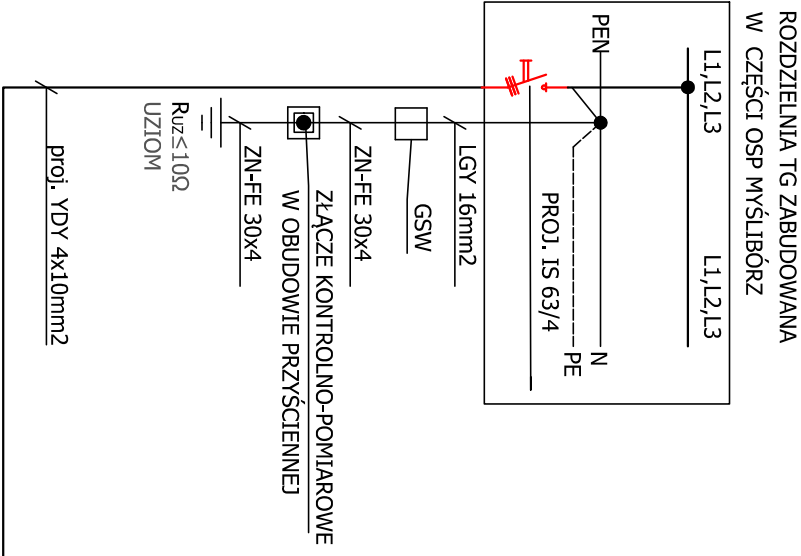 ROZDZIELNIA TG ZABUDOWANA
W CZĘŚCI OSP MYŚLIBÓRZ
L1,L2,L3
L1,L2,L3
PEN
N
PE
PROJ. IS 63/4
LGY 16mm2
GSW
ZN-FE 30x4
ZŁĄCZE KONTROLNO-POMIAROWE
W OBUDOWIE PRZYŚCIENNEJ
ZN-FE 30x4
Ruz≤10Ω
UZIOM
proj. YDY 4x10mm2